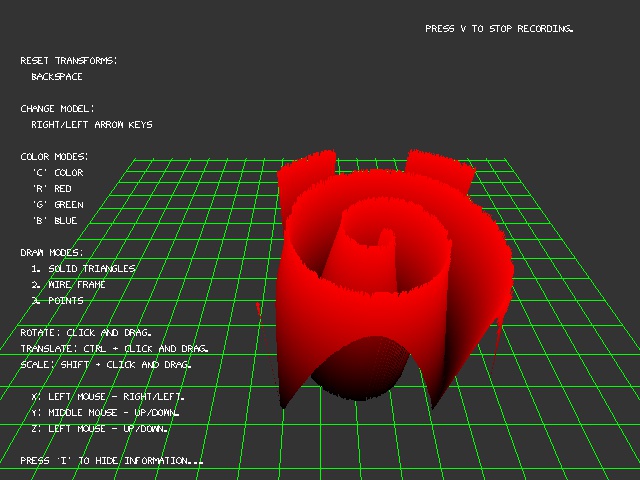 PRESS V TO STOP RECORDING.
RESET TRANSFORMS:
BACKSPACE
CHANGE MODEL:
RIGHT/LEFT ARROW KEYS
COLOR MODES:
'C' COLOR
'R' RED
'G' GREEN
'B' BLUE
DRAW MODES:
1. SOLID TRIANGLES
2. WIRE FRAME
3. POINTS
ROTATE: CLICK AND DRAG.
TRANSLATE: CTRL + CLICK AND DRAG.
SCALE: SHIFT + CLICK AND DRAG.
X: LEFT MOUSE - RIGHT/LEFT.
Y: MIDDLE MOUSE - UP/DOWN.
Z: LEFT MOUSE - UP/DOWN.
PRESS 'I' TO HIDE INFORMATION...